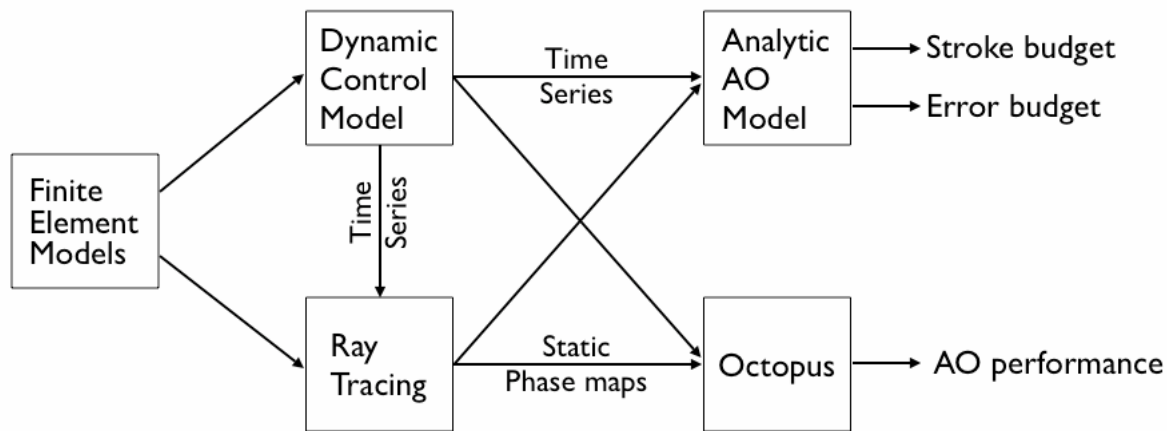 Finite
Element
Models
Dynamic
Control
Model
Time
Series
Ray
Tracing
Time
Series
Static
Phase maps
Analytic
AO
Model
Octopus
Stroke budget
Error budget
AO performance